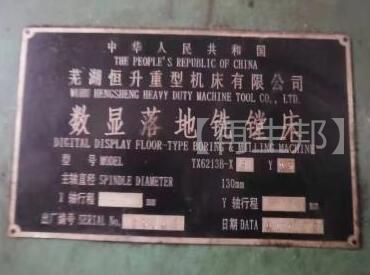 中华人民共和国
THE PEOPLE'S REPUBLIC OF CHINA
芜湖恒升重型机床有限公司
WUHU HENGSHENG HEAVY DUTY MACHINE TOOL CO., LTD.
数显落地铣镗床
DIGITAL DISPLAY FLOOR-TYPE BORING & MILLING MACHINE
型 号 MODEL YX6213B-X Y
主轴直径 SPINDLE DIAMETER 130mm
X 轴行程 Y 轴行程
出厂编号 SERIAL No. 日期 DATA